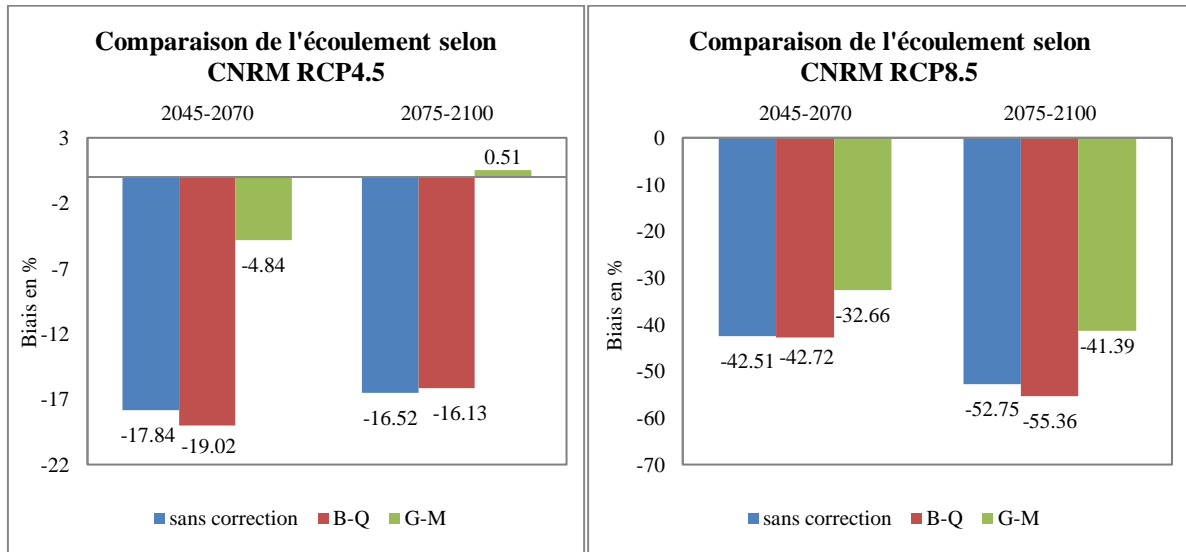 Comparaison de l'écoulement selon
CNRM RCP4.5
2045-2070
2075-2100
3
-2
-7
-12
-17
-22
Biais en %
0.51
-4.84
-17.84
-19.02
-16.52
-16.13
sans correction
B-Q
G-M
Comparaison de l'écoulement selon
CNRM RCP8.5
2045-2070
2075-2100
0
-10
-20
-30
-40
-50
-60
-70
Biais en %
-42.51
-42.72
-32.66
-52.75
-55.36
-41.39
sans correction
B-Q
G-M